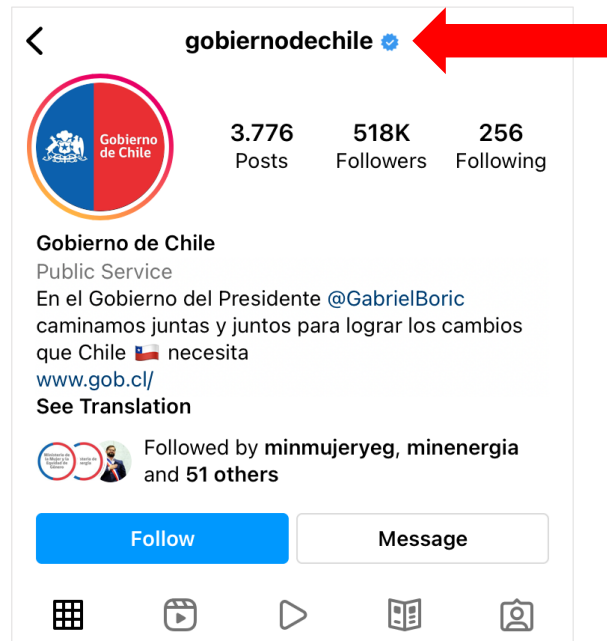 gobiernodechile
Gobierno
de Chile
3.776
Posts
518K
Followers
256
Following
Gobierno de Chile
Public Service
En el Gobierno del Presidente @GabrielBoric
caminamos juntas y juntos para lograr los cambios
que Chile 🇨🇱 necesita
www.gob.cl/
See Translation
Followed by minmujeryeg, minenergia
and 51 others
Follow
Message